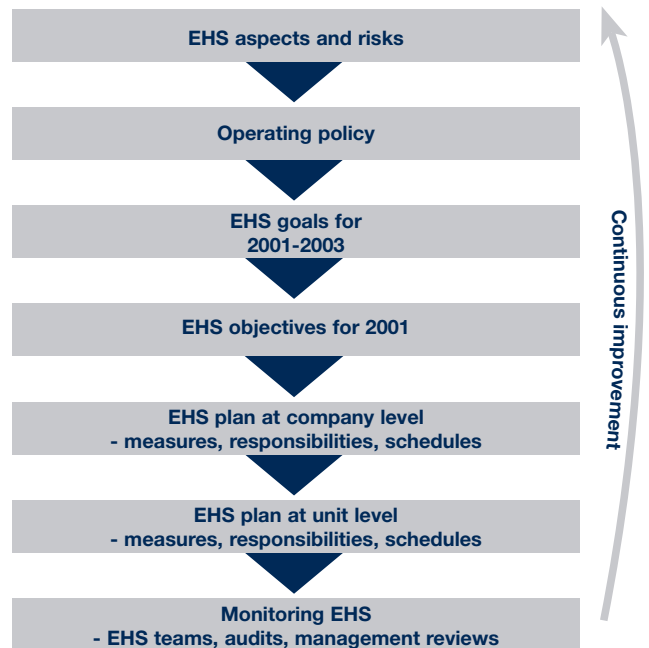 EHS aspects and risks
Operating policy
EHS goals for
2001-2003
EHS objectives for 2001
EHS plan at company level
- measures, responsibilities, schedules
EHS plan at unit level
- measures, responsibilities, schedules
Monitoring EHS
- EHS teams, audits, management reviews
Continuous improvement